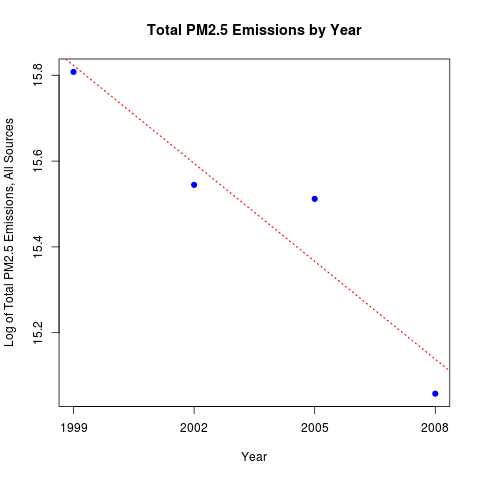 Total PM2.5 Emissions by Year
Log of Total PM2.5 Emissions, All Sources
15.8
15.6
15.4
15.2
1999 2002 2005 2008
Year